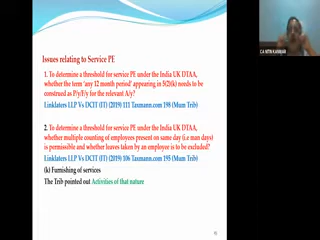 CA NITIN KANWAR
Issues relating to Service PE
1. To determine a threshold for service PE under the India UK DTAA,
whether the term 'any 12 month period' appearing in 5(2)(k) needs to be
construed as P/y/F/y for the relevant A/y?
Linklaters LLP Vs DCIT (IT) (2019) 111 Taxmann.com 198 (Mum Trib)
2. To determine a threshold for service PE under the India UK DTAA,
whether multiple counting of employees present on same day (i.e man days)
is permissible and whether leaves taken by an employee is to be excluded?
Linklaters LLP Vs DCIT (IT) (2019) 106 Taxmann.com 195 (Mum Trib)
(k) Furnishing of services
The Trib pointed out Activities of that nature